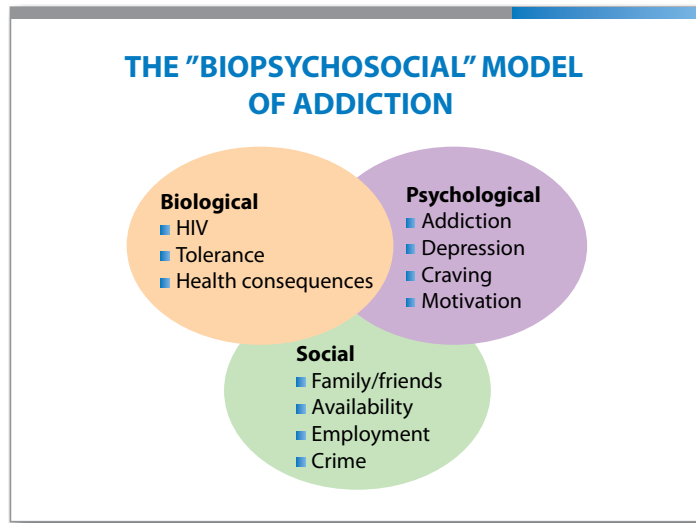 THE ”BIOPSYCHOSOCIAL” MODEL
OF ADDICTION
Biological
HIV
Tolerance
Health consequences
Psychological
Addiction
Depression
Craving
Motivation
Social
Family/friends
Availability
Employment
Crime